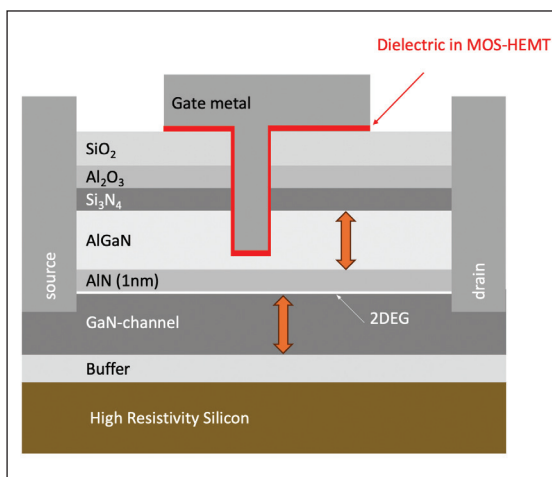 Dielectric in MOS-HEMT
Gate metal
SiO₂
Al₂O₃
Si₃N₄
AlGaN
source
AlN (1nm)
drain
GaN-channel
2DEG
Buffer
High Resistivity Silicon